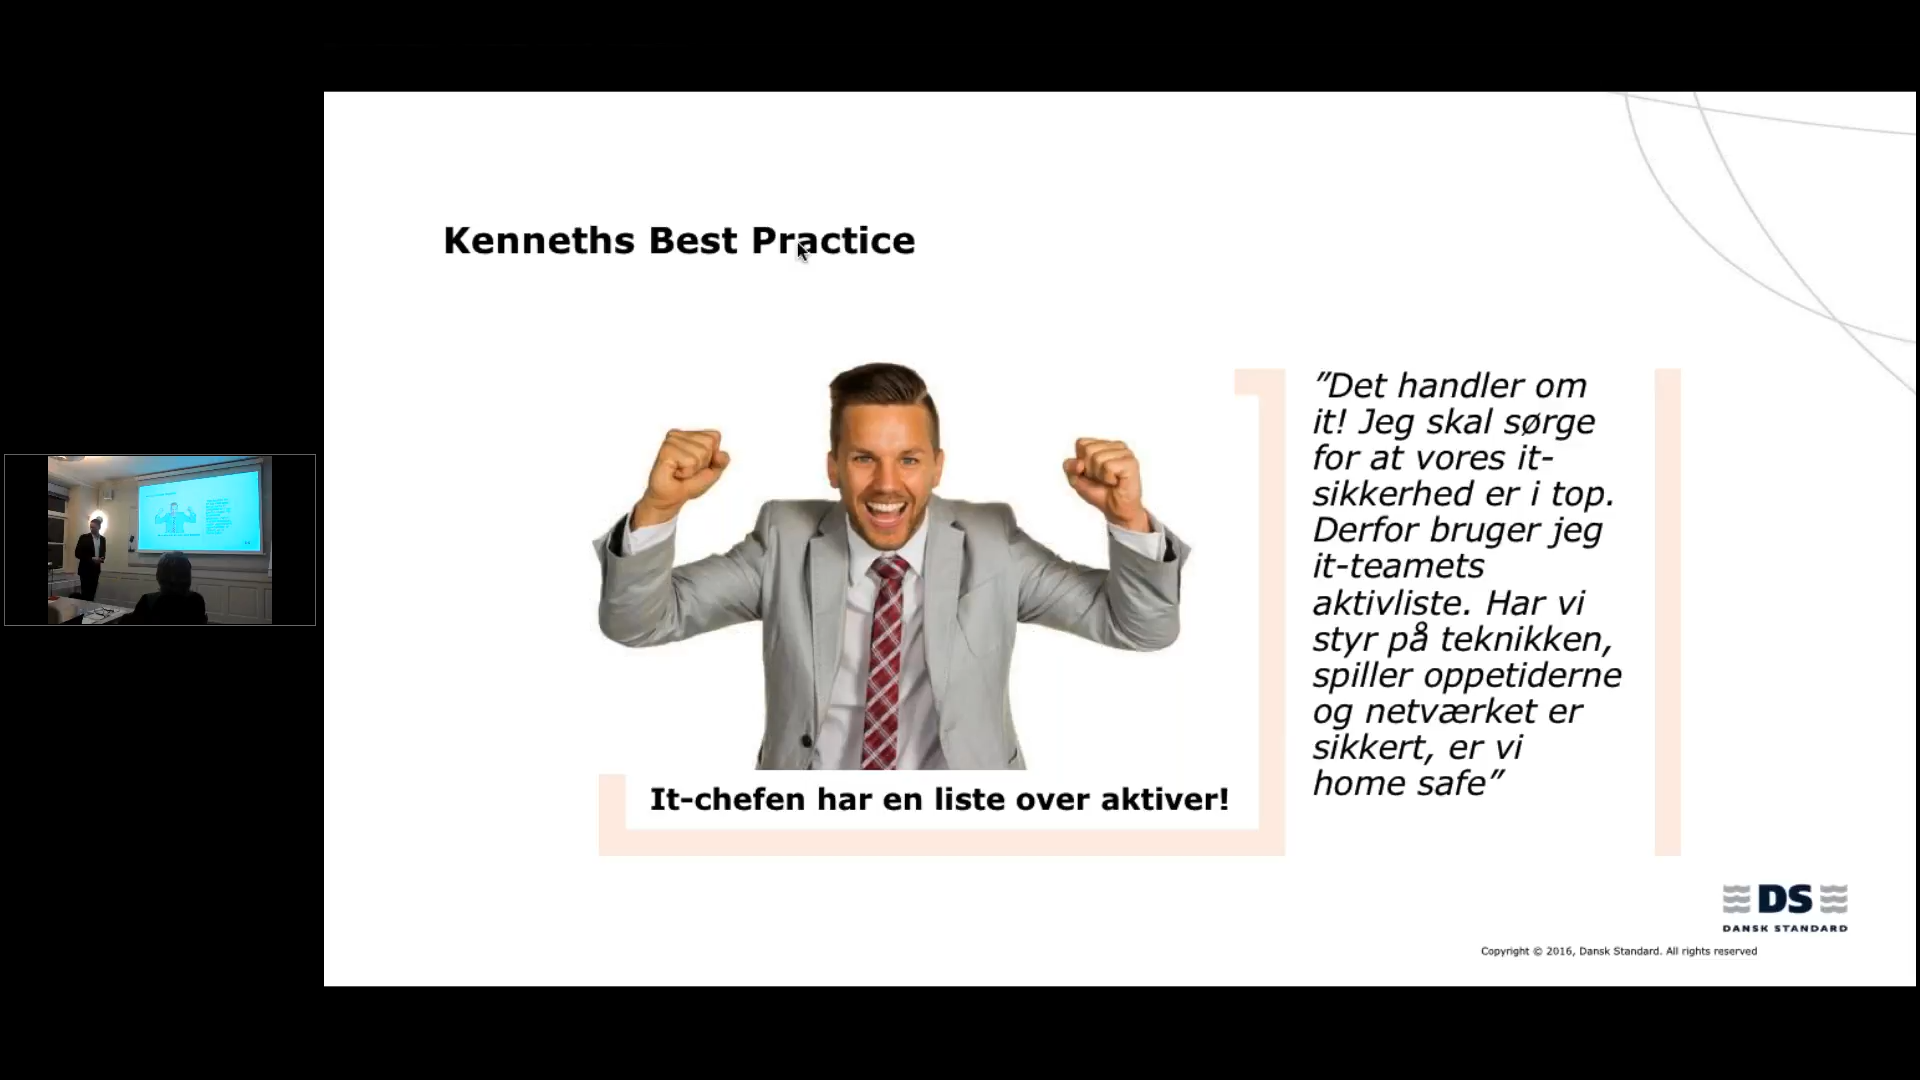 Kenneths Best Practice
It-chefen har en liste over aktiver!
”Det handler om
it! Jeg skal sørge
for at vores it-
sikkerhed er i top.
Derfor bruger jeg
it-teamets
aktivliste. Har vi
styr på teknikken,
spiller oppetiderne
og netværket er
sikkert, er vi
home safe”
DS
DANSK STANDARD
Copyright © 2016, Dansk Standard. All rights reserved